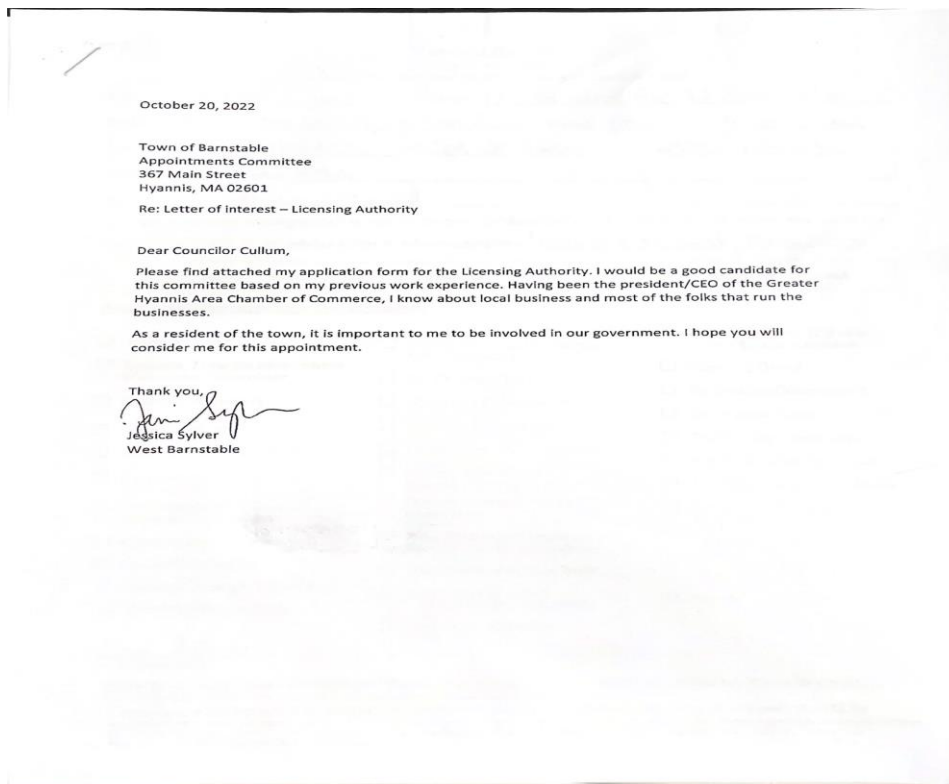 October 20, 2022
Town of Barnstable
Appointments Committee
367 Main Street
Hyannis, MA 02601
Re: Letter of interest – Licensing Authority
Dear Councilor Cullum,
Please find attached my application form for the Licensing Authority. I would be a good candidate for
this committee based on my previous work experience. Having been the president/CEO of the Greater
Hyannis Area Chamber of Commerce, I know about local business and most of the folks that run the
businesses.
As a resident of the town, it is important to me to be involved in our government. I hope you will
consider me for this appointment.
Thank you,
Jessica Sylver
West Barnstable